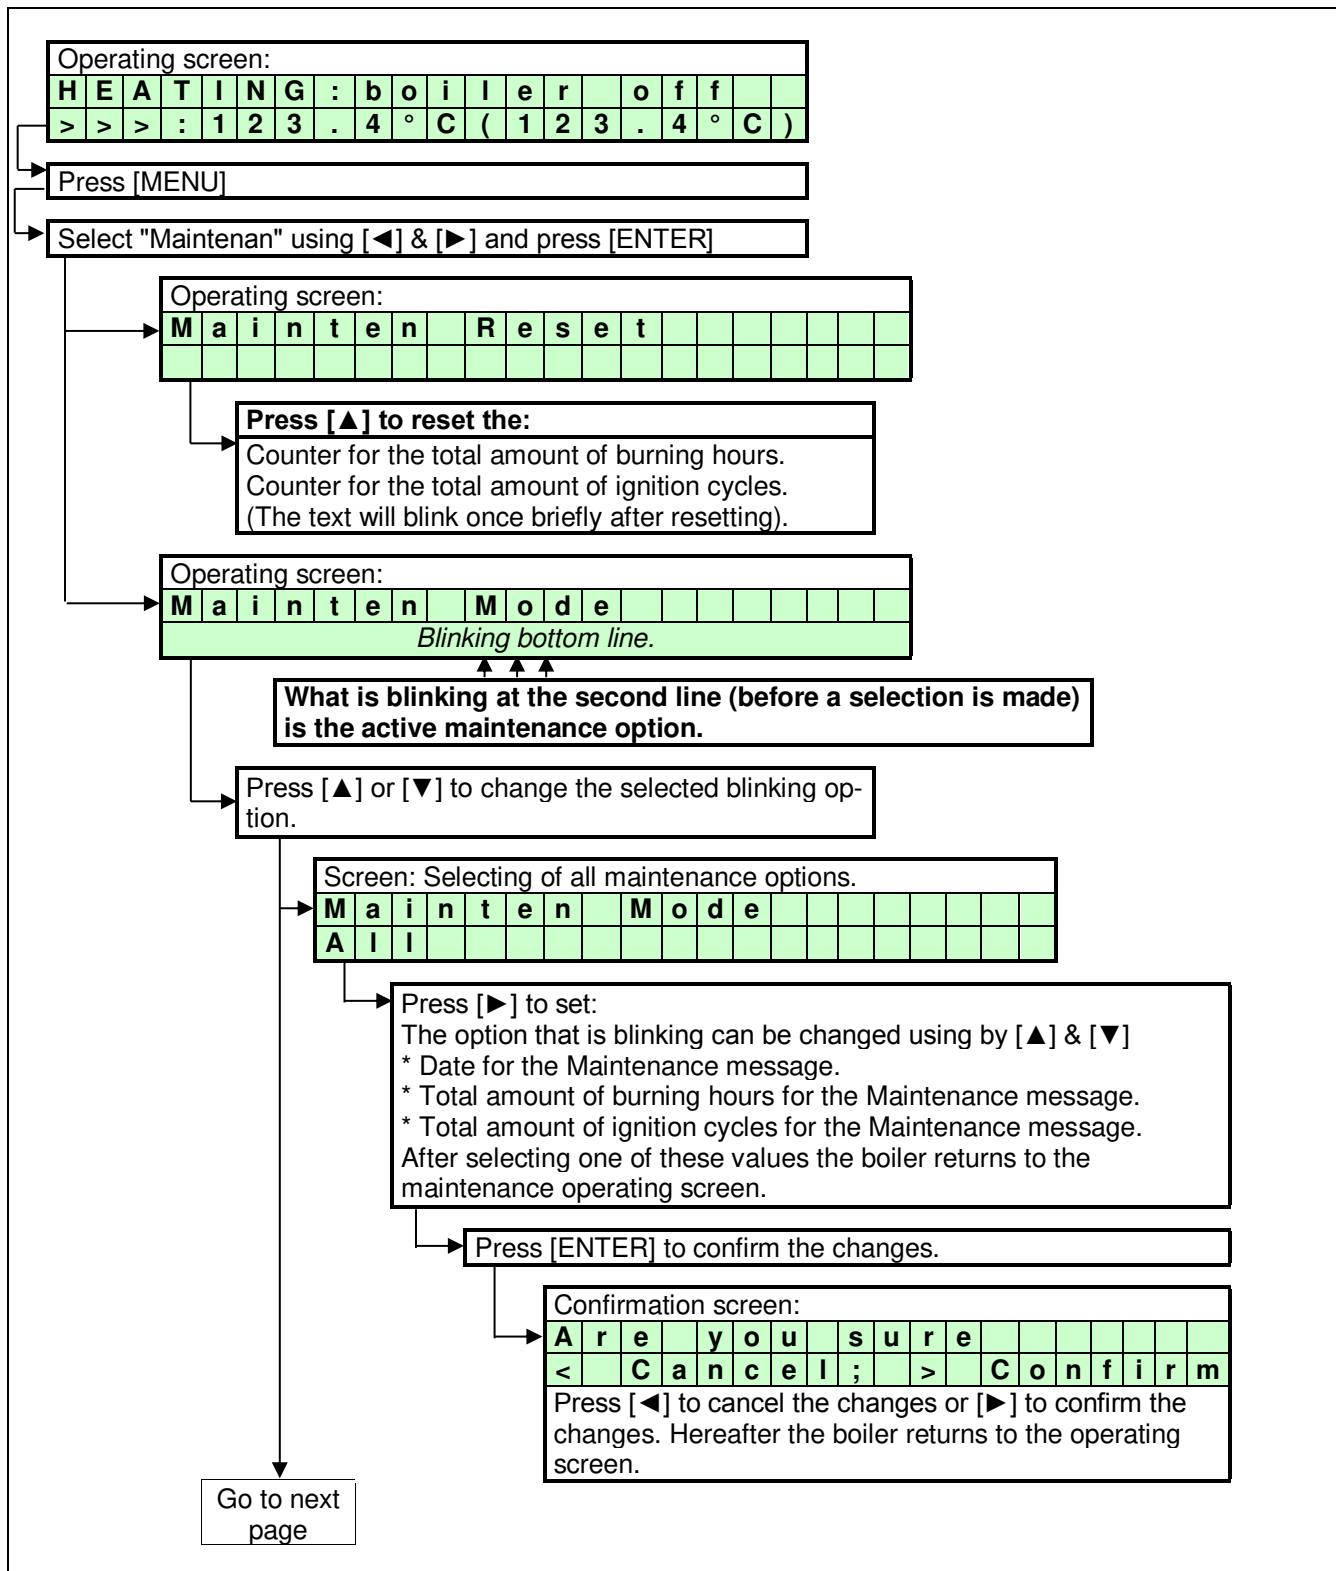 Operating screen:
HEATING:boiler off
>>>:123.4°C(123.4°C)
Press [MENU]
Select "Maintenan" using [◄] & [►] and press [ENTER]
Operating screen:
Mainten Reset
Press [▲] to reset the:
Counter for the total amount of burning hours.
Counter for the total amount of ignition cycles.
(The text will blink once briefly after resetting).
Operating screen:
Mainten Mode
Blinking bottom line.
What is blinking at the second line (before a selection is made)
is the active maintenance option.
Press [▲] or [▼] to change the selected blinking op-
tion.
Screen: Selecting of all maintenance options.
Mainten Mode
All
Press [►] to set:
The option that is blinking can be changed using by [▲] & [▼]
* Date for the Maintenance message.
* Total amount of burning hours for the Maintenance message.
* Total amount of ignition cycles for the Maintenance message.
After selecting one of these values the boiler returns to the
maintenance operating screen.
Press [ENTER] to confirm the changes.
Confirmation screen:
Are you sure
< Cancel; > Confirm
Press [◄] to cancel the changes or [►] to confirm the
changes. Hereafter the boiler returns to the operating
screen.
Go to next
page